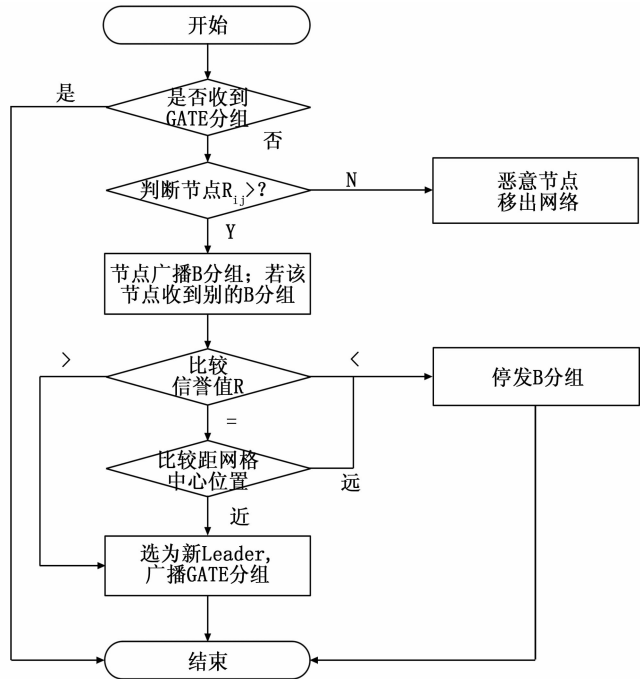 开始
是
是否收到
GATE分组
否
判断节点Rij>?
N
恶意节点
移出网络
Y
节点广播B分组；若该
节点收到别的B分组
>
比较
信誉值R
<
停发B分组
=
比较距网格
中心位置
远
近
选为新Leader,
广播GATE分组
结束